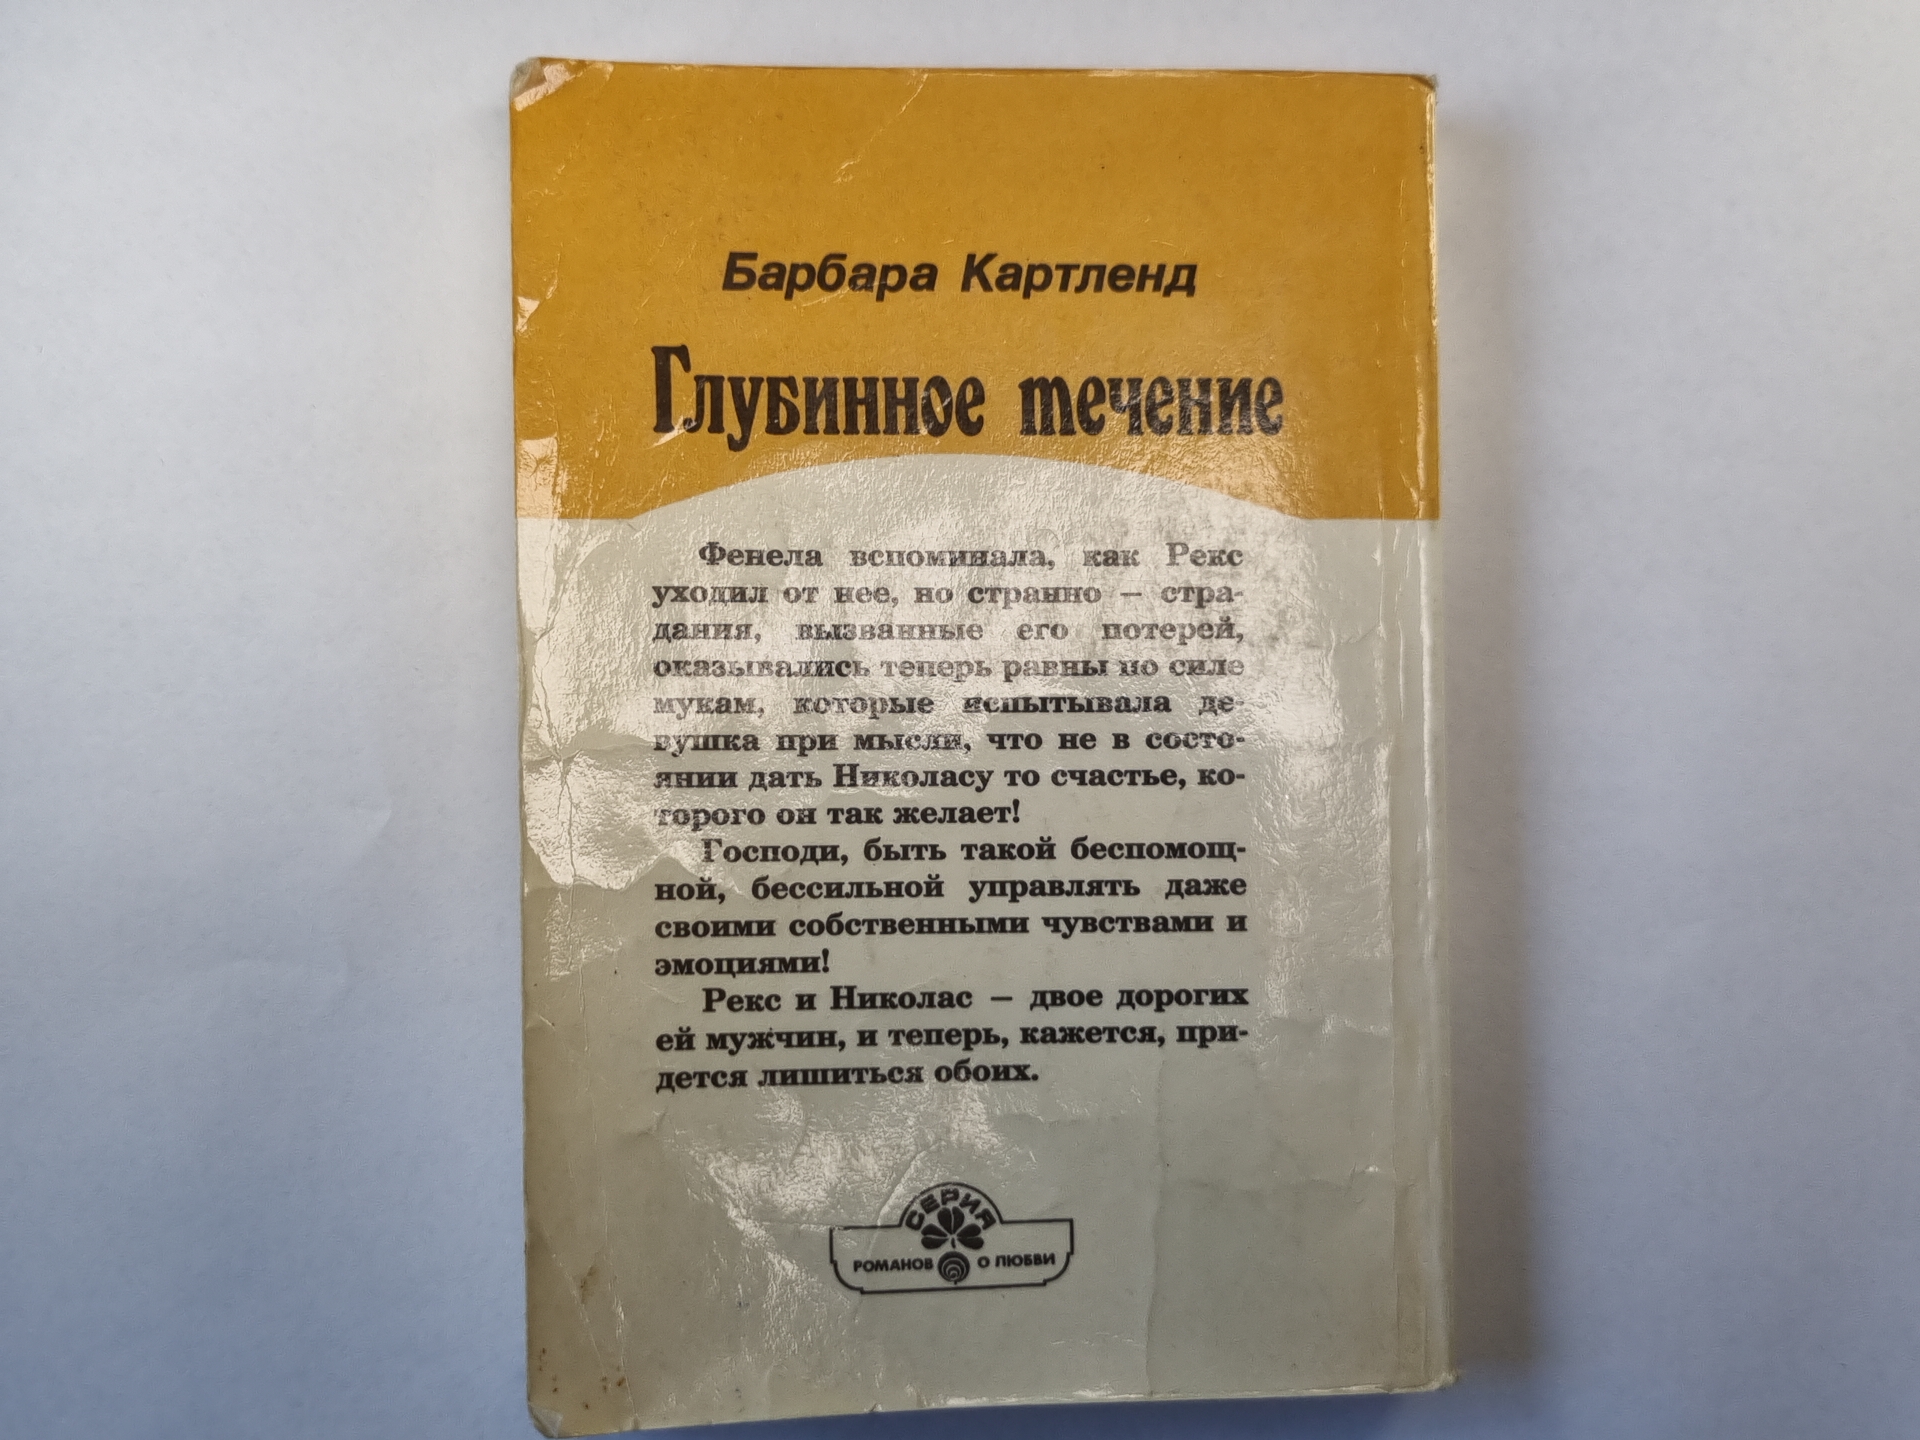 Барбара Картленд
Глубинное течение
Фенела вспоминала, как Рекс
уходил от нее, но странно – стра-
дания, вызванные его потерей,
оказывались теперь равны по силе
мукам, которые испытывала де-
вушка при мысли, что не в состо-
янии дать Николасу то счастье, ко-
торого он так желает!
Господи, быть такой беспомощ-
ной, бессильной управлять даже
своими собственными чувствами и
эмоциями!
Рекс и Николас – двое дорогих
ей мужчин, и теперь, кажется, при-
дется лишиться обоих.
СЕРИЯ
РОМАНОВ О ЛЮБВИ